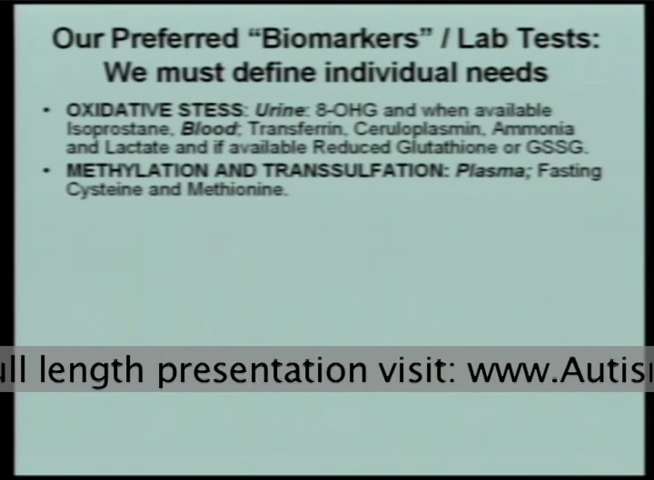 Our Preferred “Biomarkers” / Lab Tests:
We must define individual needs
• OXIDATIVE STESS: Urine: 8-OHG and when available
Isoprostane, Blood; Transferrin, Ceruloplasmin, Ammonia
and Lactate and if available Reduced Glutathione or GSSG.
• METHYLATION AND TRANSSULFATION: Plasma; Fasting
Cysteine and Methionine.
ull length presentation visit: www.Autis